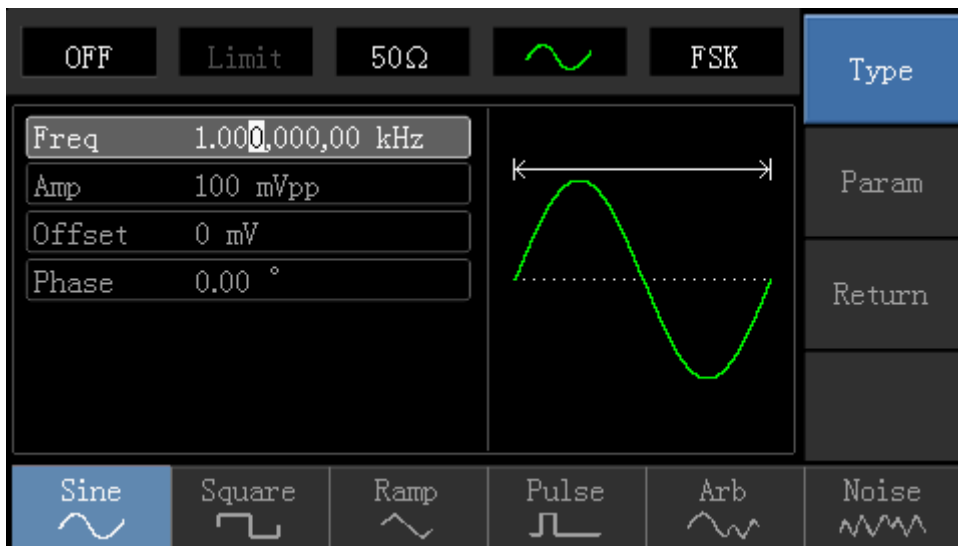 OFF Limit 50Ω FSK
Type
Freq 1.000,000,00 kHz
Amp 100 mVpp
Param
Offset 0 mV
Phase 0.00 °
Return
Sine Square Ramp Pulse Arb Noise